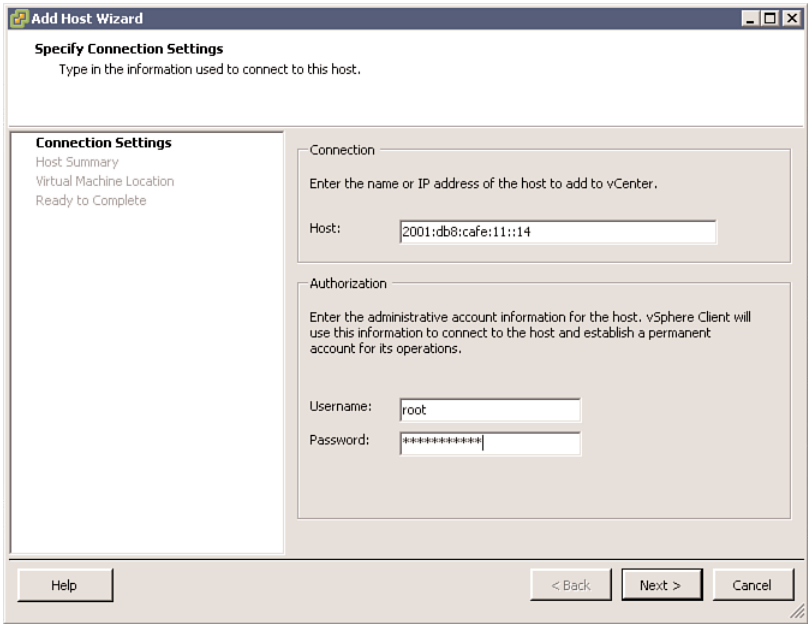 Add Host Wizard
Specify Connection Settings
Type in the information used to connect to this host.
Connection Settings
Host Summary
Virtual Machine Location
Ready to Complete
Connection
Enter the name or IP address of the host to add to vCenter.
Host: 2001:db8:cafe:11::14
Authorization
Enter the administrative account information for the host. vSphere Client will
use this information to connect to the host and establish a permanent
account for its operations.
Username: root
Password: ***********
Help < Back Next > Cancel